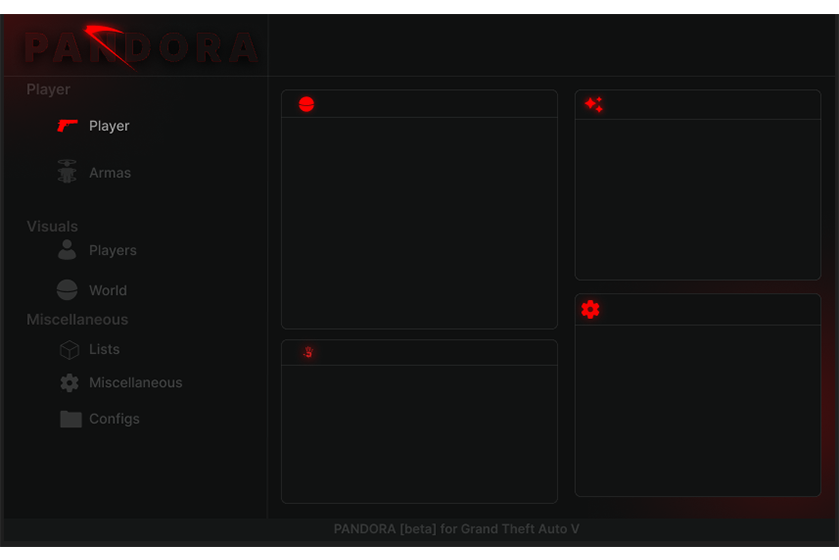 PANDORA
Player
Player
Armas
Visuals
Players
World
Miscellaneous
Lists
Miscellaneous
Configs
PANDORA [beta] for Grand Theft Auto V